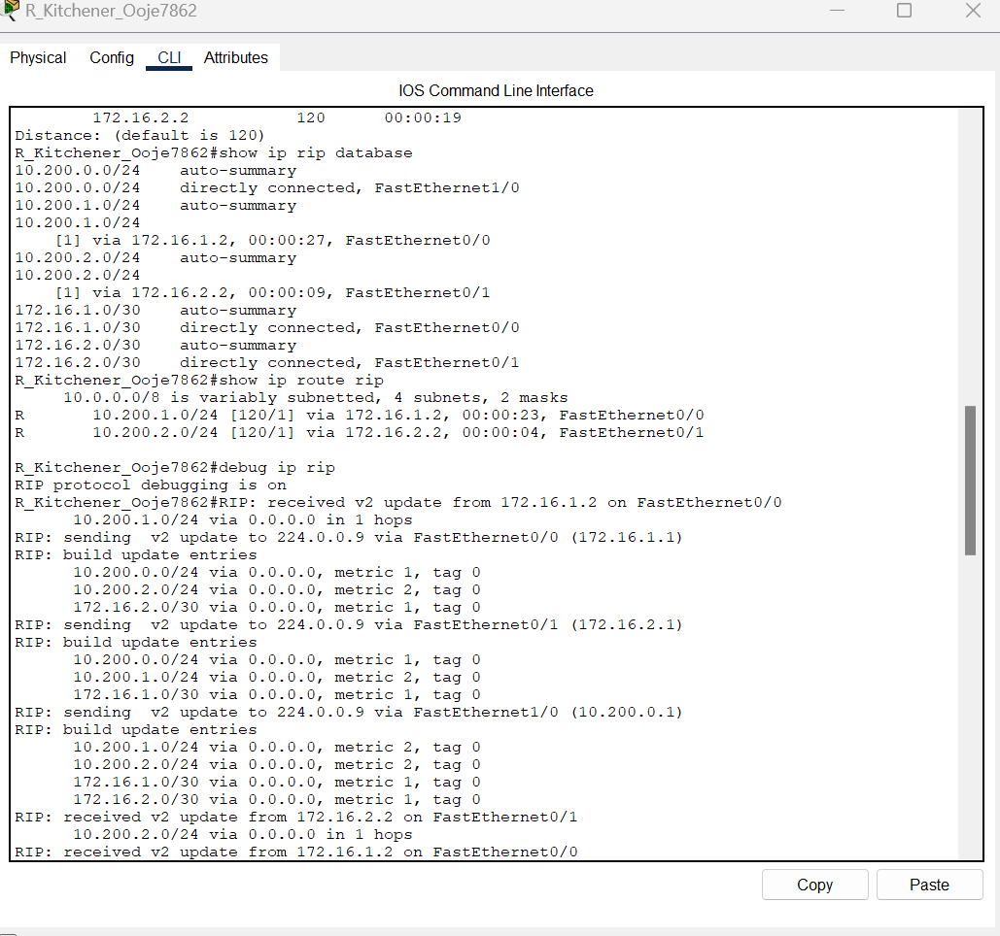 R_Kitchener_Ooje7862
Physical Config CLI Attributes
IOS Command Line Interface
        172.16.2.2           120      00:00:19
Distance: (default is 120)
R_Kitchener_Ooje7862#show ip rip database
10.200.0.0/24    auto-summary
10.200.0.0/24    directly connected, FastEthernet1/0
10.200.1.0/24    auto-summary
10.200.1.0/24
    [1] via 172.16.1.2, 00:00:27, FastEthernet0/0
10.200.2.0/24    auto-summary
10.200.2.0/24
    [1] via 172.16.2.2, 00:00:09, FastEthernet0/1
172.16.1.0/30    auto-summary
172.16.1.0/30    directly connected, FastEthernet0/0
172.16.2.0/30    auto-summary
172.16.2.0/30    directly connected, FastEthernet0/1
R_Kitchener_Ooje7862#show ip route rip
     10.0.0.0/8 is variably subnetted, 4 subnets, 2 masks
R       10.200.1.0/24 [120/1] via 172.16.1.2, 00:00:23, FastEthernet0/0
R       10.200.2.0/24 [120/1] via 172.16.2.2, 00:00:04, FastEthernet0/1
R_Kitchener_Ooje7862#debug ip rip
RIP protocol debugging is on
R_Kitchener_Ooje7862#RIP: received v2 update from 172.16.1.2 on FastEthernet0/0
      10.200.1.0/24 via 0.0.0.0 in 1 hops
RIP: sending  v2 update to 224.0.0.9 via FastEthernet0/0 (172.16.1.1)
RIP: build update entries
      10.200.0.0/24 via 0.0.0.0, metric 1, tag 0
      10.200.2.0/24 via 0.0.0.0, metric 2, tag 0
      172.16.2.0/30 via 0.0.0.0, metric 1, tag 0
RIP: sending  v2 update to 224.0.0.9 via FastEthernet0/1 (172.16.2.1)
RIP: build update entries
      10.200.0.0/24 via 0.0.0.0, metric 1, tag 0
      10.200.1.0/24 via 0.0.0.0, metric 2, tag 0
      172.16.1.0/30 via 0.0.0.0, metric 1, tag 0
RIP: sending  v2 update to 224.0.0.9 via FastEthernet1/0 (10.200.0.1)
RIP: build update entries
      10.200.1.0/24 via 0.0.0.0, metric 2, tag 0
      10.200.2.0/24 via 0.0.0.0, metric 2, tag 0
      172.16.1.0/30 via 0.0.0.0, metric 1, tag 0
      172.16.2.0/30 via 0.0.0.0, metric 1, tag 0
RIP: received v2 update from 172.16.2.2 on FastEthernet0/1
      10.200.2.0/24 via 0.0.0.0 in 1 hops
RIP: received v2 update from 172.16.1.2 on FastEthernet0/0
Copy Paste